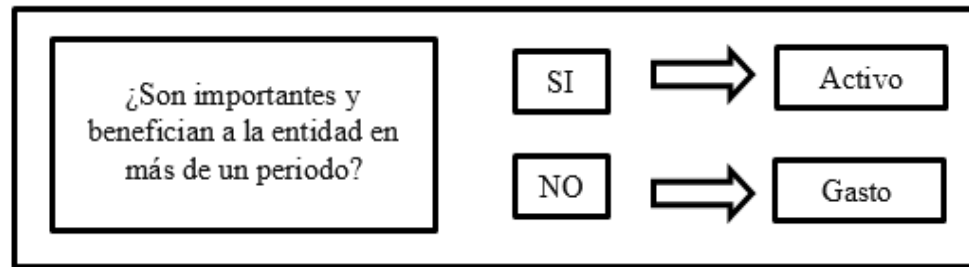 ¿Son importantes y
benefician a la entidad en
más de un periodo?
SI
Activo
NO
Gasto